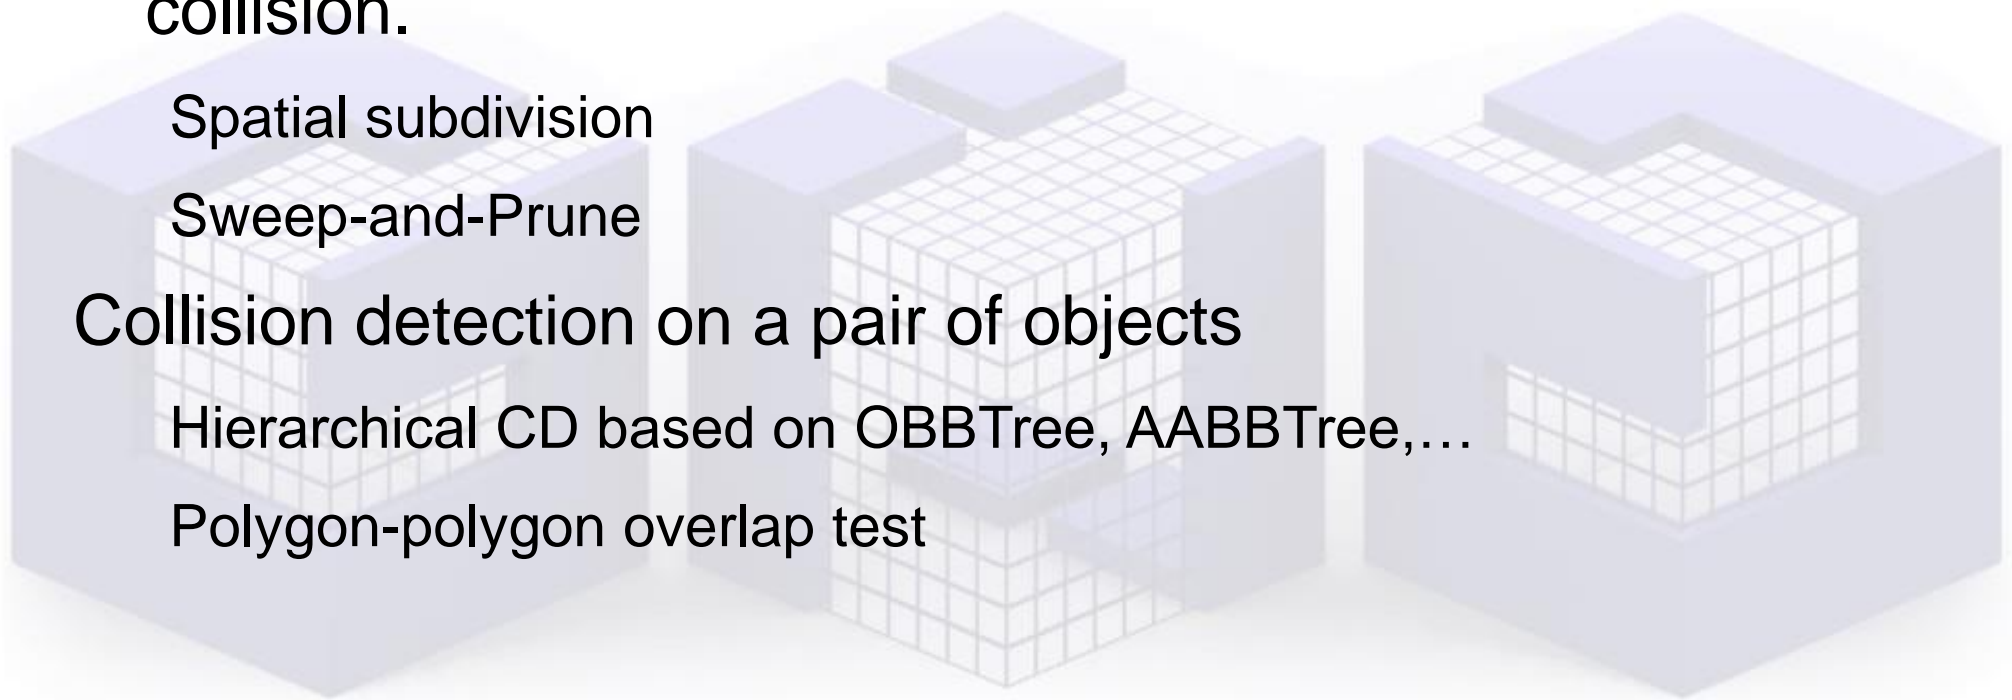 collision.
Spatial subdivision
Sweep-and-Prune
Collision detection on a pair of objects
Hierarchical CD based on OBBTree, AABBTree,…
Polygon-polygon overlap test